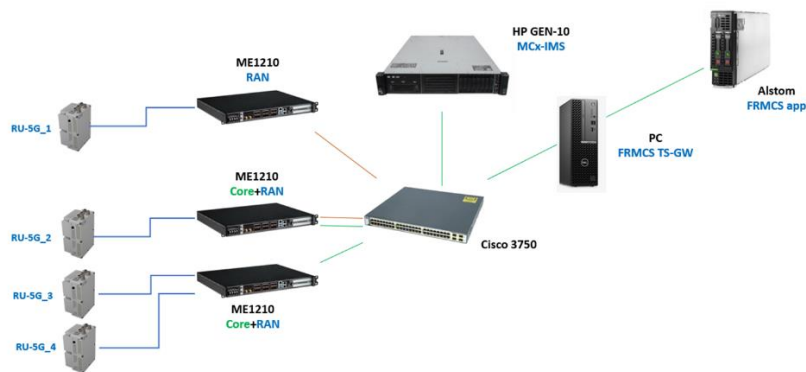 HP GEN-10
MCx-IMS
ME1210
RAN
Alstom
FRMCS app
RU-5G_1
PC
FRMCS TS-GW
ME1210
Core+RAN
RU-5G_2
Cisco 3750
RU-5G_3
ME1210
Core+RAN
RU-5G_4